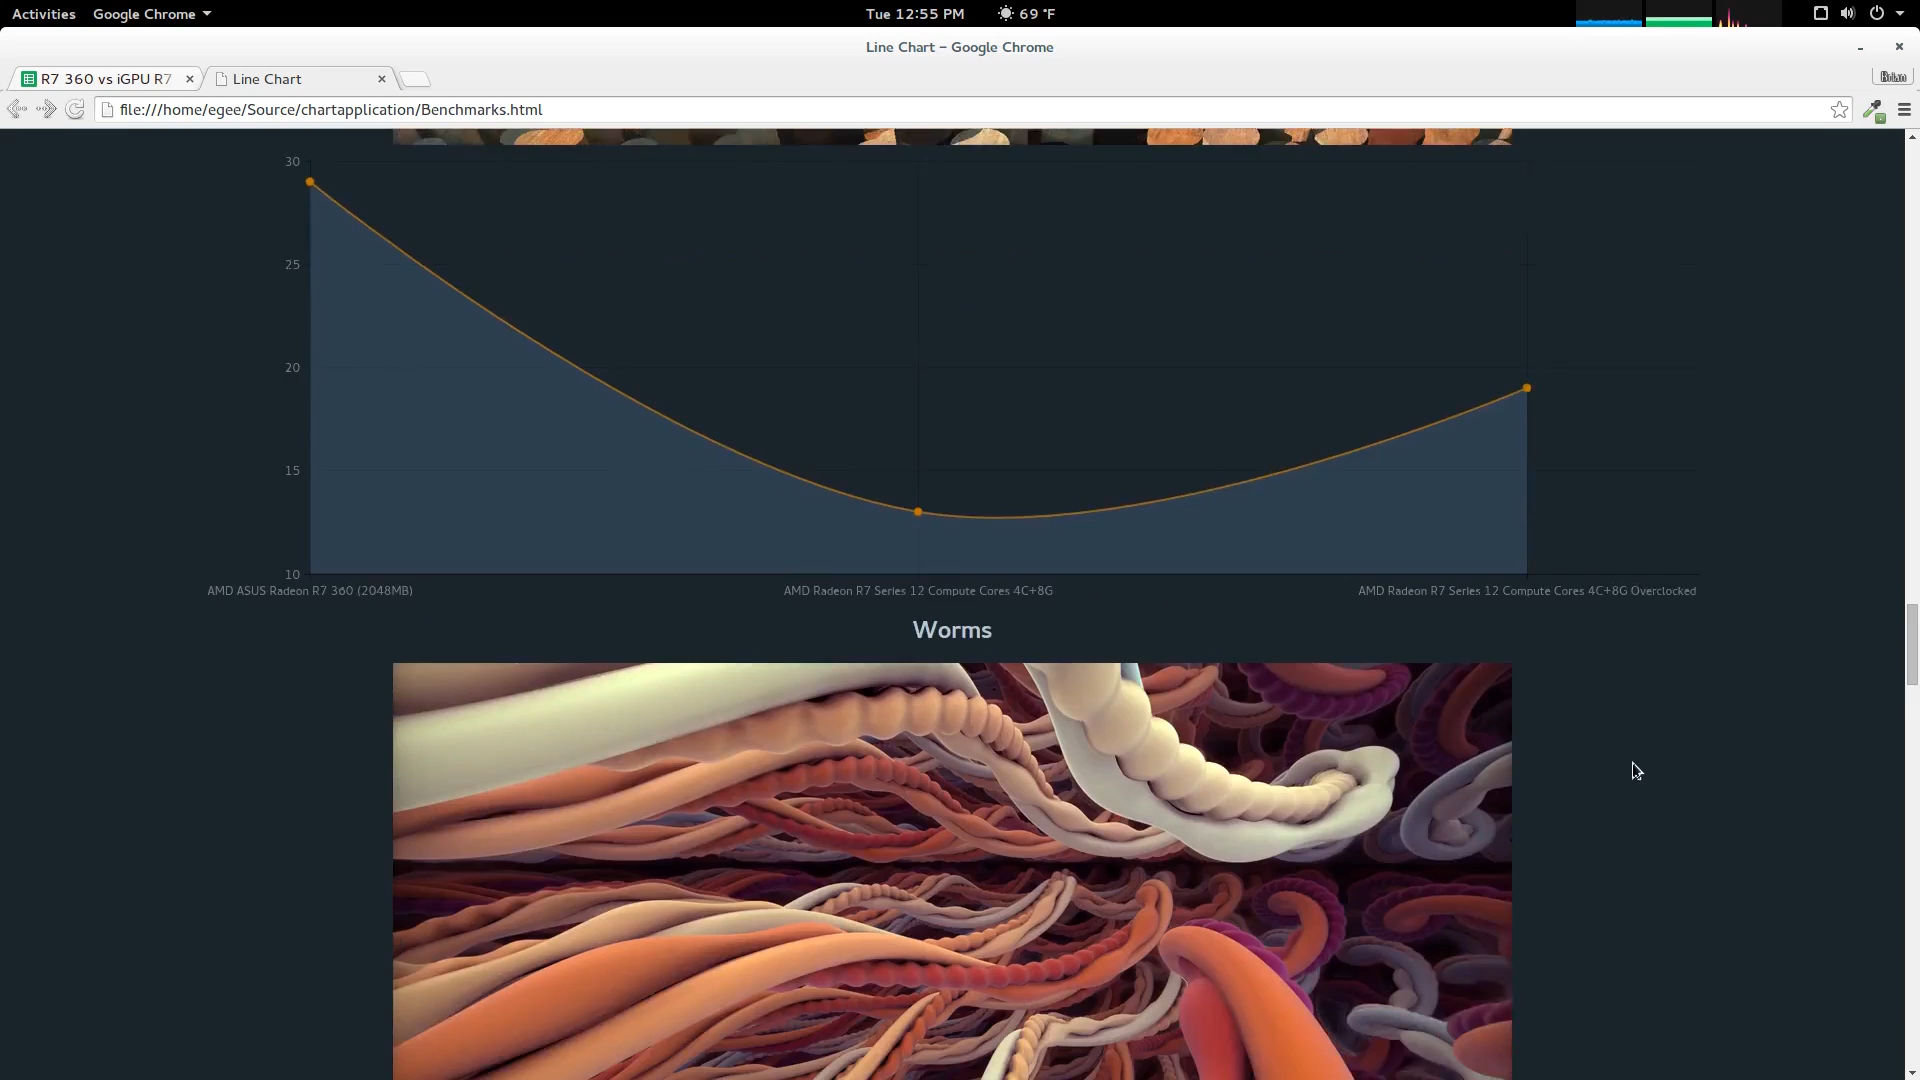 Activities Google Chrome Tue 12:55 PM 69 °F
Line Chart – Google Chrome
R7 360 vs iGPU R7 Line Chart Brian
file:///home/egee/Source/chartapplication/Benchmarks.html
30
25
20
15
10
AMD ASUS Radeon R7 360 (2048MB) AMD Radeon R7 Series 12 Compute Cores 4C+8G AMD Radeon R7 Series 12 Compute Cores 4C+8G Overclocked
Worms